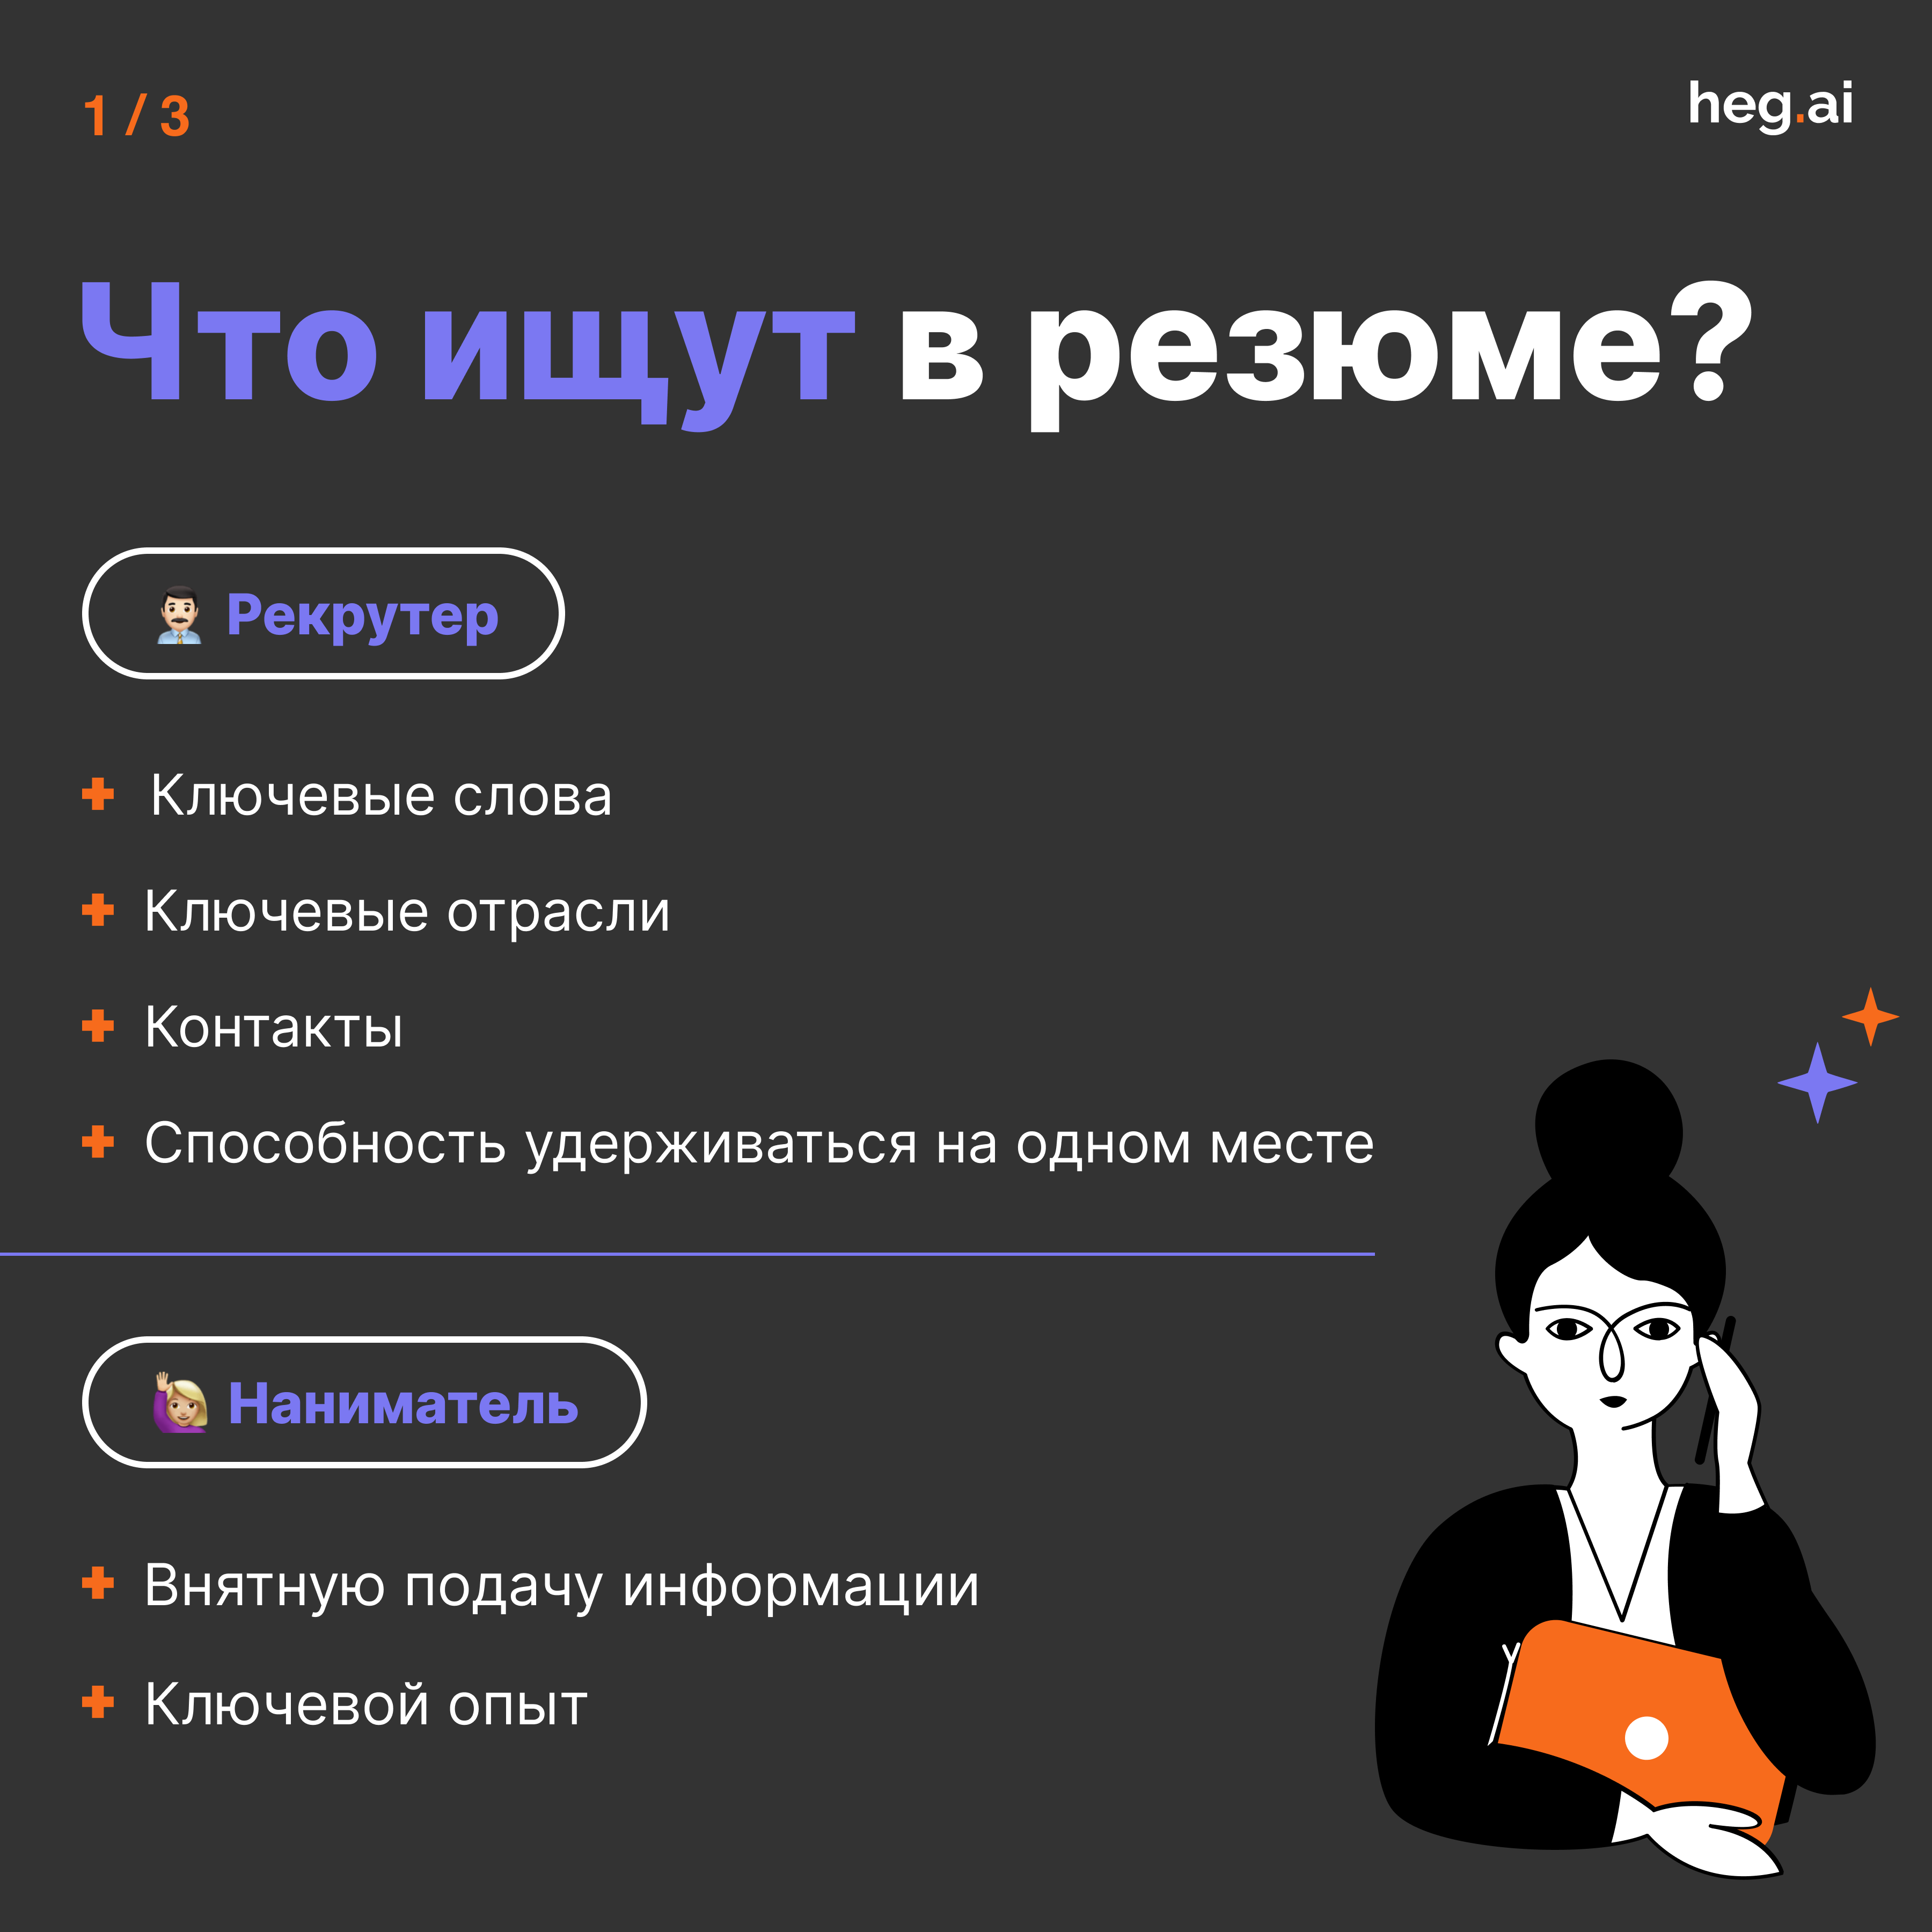 1 / 3
heg.ai
Что ищут в резюме?
Рекрутер
Ключевые слова
Ключевые отрасли
Контакты
Способность удерживаться на одном месте
Наниматель
Внятную подачу информации
Ключевой опыт